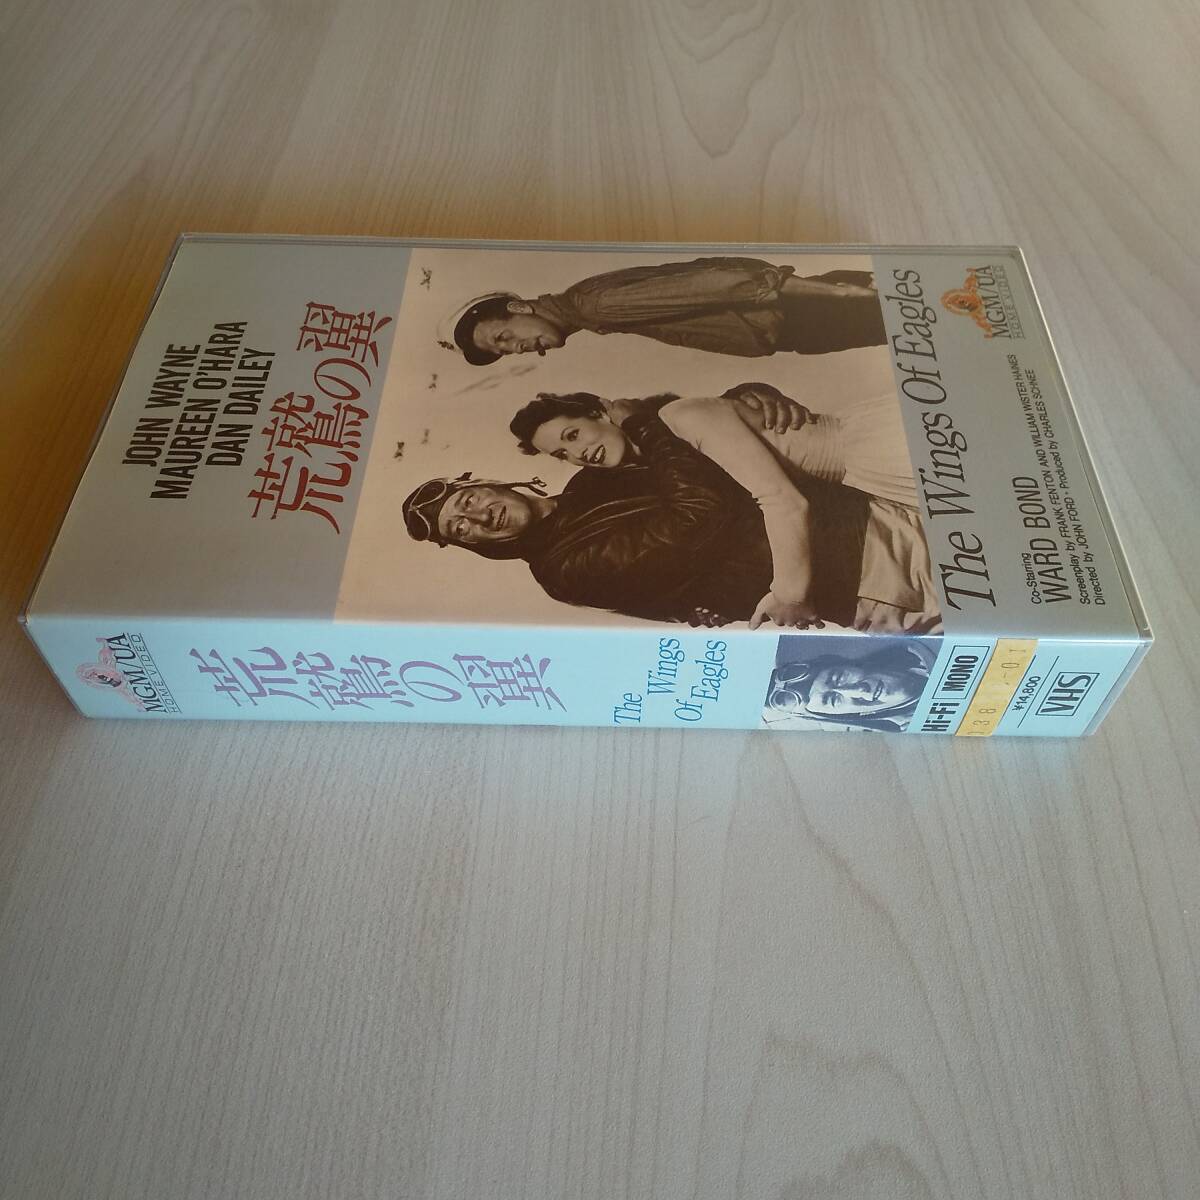 JOHN WAYNE
MAUREEN O'HARA
DAN DAILEY
荒鷲の翼
The Wings Of Eagles
MGM/UA
HOME VIDEO
Co-Starring
WARD BOND
Screenplay by FRANK FENTON AND WILLIAM WISTER HAINES
Directed by JOHN FORD • Produced by CHARLES SCHNEE
MGM/UA
HOME VIDEO
荒鷲の翼
The
Wings
Of Eagles
Hi-Fi MONO
¥14,800
VHS